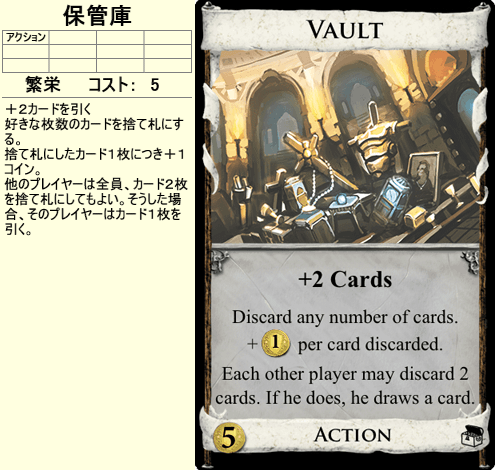 保管庫
アクション
繁栄 コスト: 5
＋2カードを引く
好きな枚数のカードを捨て札にす
る。
捨て札にしたカード1枚につき＋1
コイン。
他のプレイヤーは全員、カード2枚
を捨て札にしてもよい。そうした場
合、そのプレイヤーはカード1枚を
引く。
VAULT
+2 Cards
Discard any number of cards.
+ 1 per card discarded.
Each other player may discard 2
cards. If he does, he draws a card.
5 ACTION